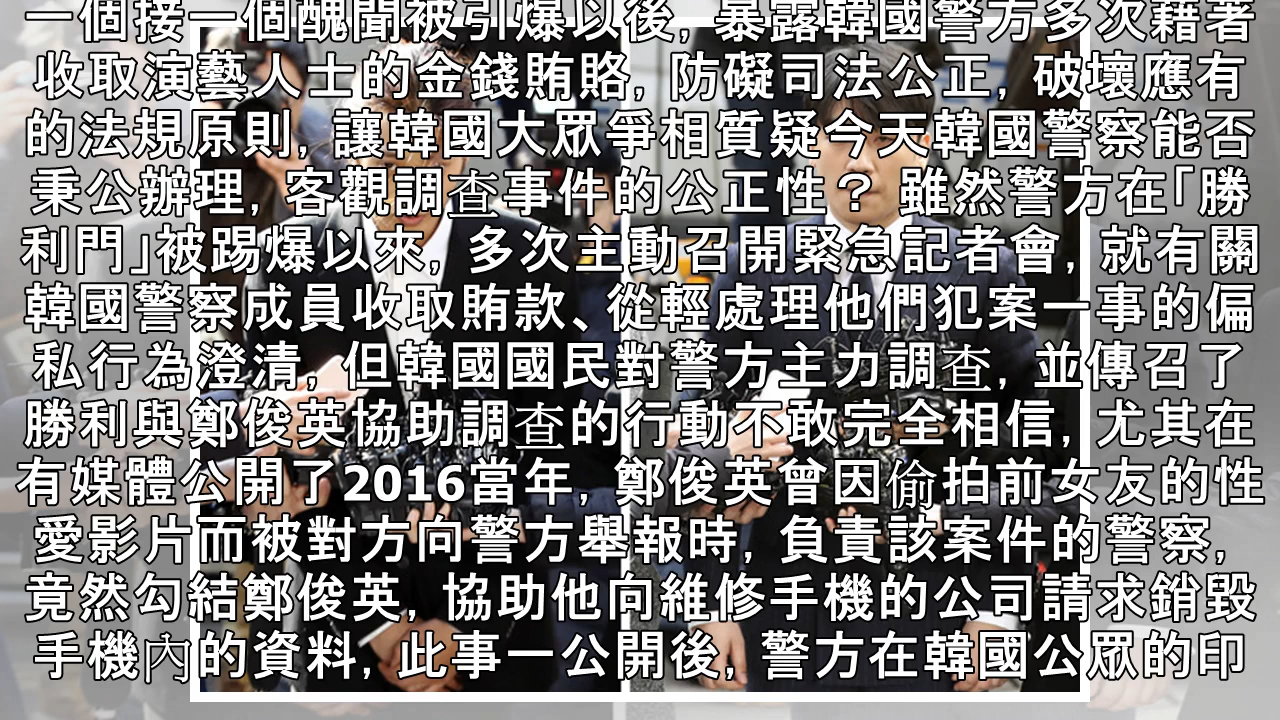 一個接一個醜聞被引爆以後, 暴露韓國警方多次藉著
收取演藝人士的金錢賄賂, 防礙司法公正, 破壞應有
的法規原則, 讓韓國大眾爭相質疑今天韓國警察能否
秉公辦理, 客觀調查事件的公正性？ 雖然警方在「勝
利門」被踢爆以來, 多次主動召開緊急記者會, 就有關
韓國警察成員收取賄款、從輕處理他們犯案一事的偏
私行為澄清, 但韓國國民對警方主力調查, 並傳召了
勝利與鄭俊英協助調查的行動不敢完全相信, 尤其在
有媒體公開了2016當年, 鄭俊英曾因偷拍前女友的性
愛影片而被對方向警方舉報時, 負責該案件的警察,
竟然勾結鄭俊英, 協助他向維修手機的公司請求銷毀
手機內的資料, 此事一公開後, 警方在韓國公眾的印